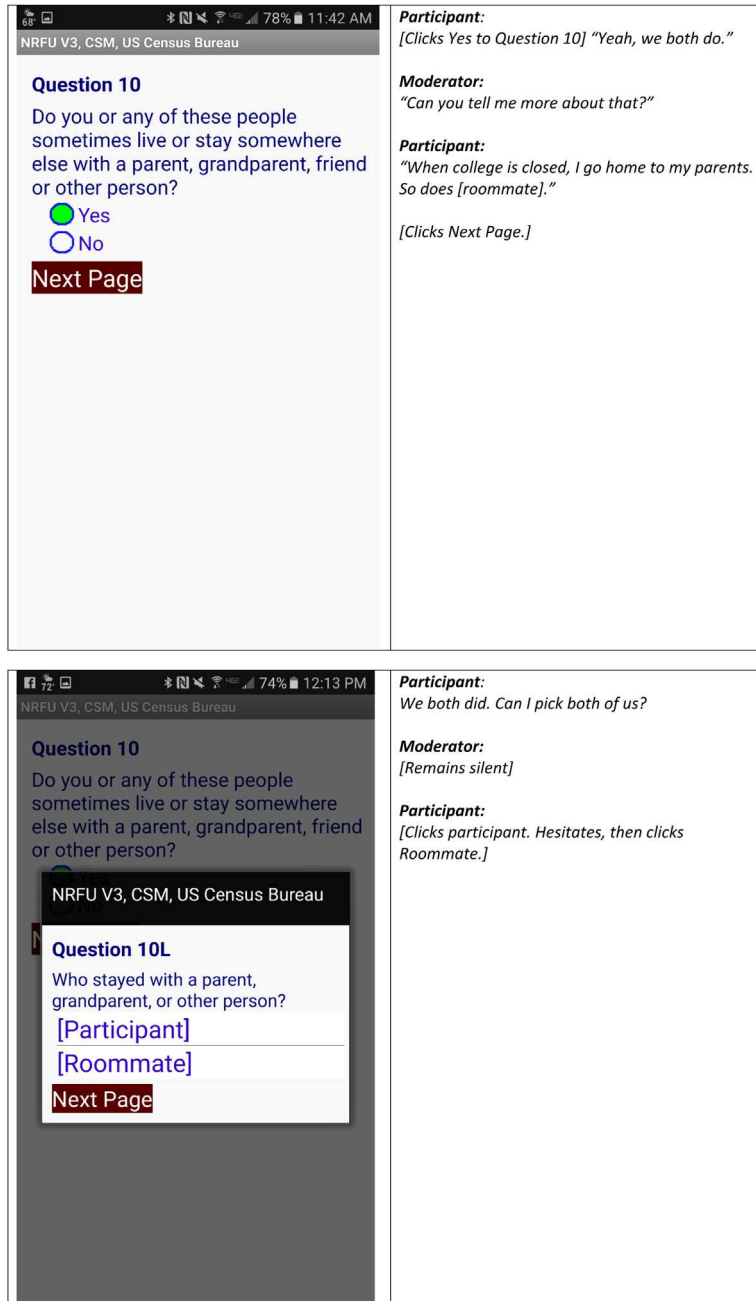 68° 4GE 78% 11:42 AM
NRFU V3, CSM, US Census Bureau
Question 10
Do you or any of these people
sometimes live or stay somewhere
else with a parent, grandparent, friend
or other person?
Yes
No
Next Page
Participant:
[Clicks Yes to Question 10] “Yeah, we both do.”
Moderator:
“Can you tell me more about that?”
Participant:
“When college is closed, I go home to my parents.
So does [roommate].”
[Clicks Next Page.]
72° 4GE 74% 12:13 PM
NRFU V3, CSM, US Census Bureau
Question 10
Do you or any of these people
sometimes live or stay somewhere
else with a parent, grandparent, friend
or other person?
Yes
No
N
NRFU V3, CSM, US Census Bureau
Question 10L
Who stayed with a parent,
grandparent, or other person?
[Participant]
[Roommate]
Next Page
Participant:
We both did. Can I pick both of us?
Moderator:
[Remains silent]
Participant:
[Clicks participant. Hesitates, then clicks
Roommate.]